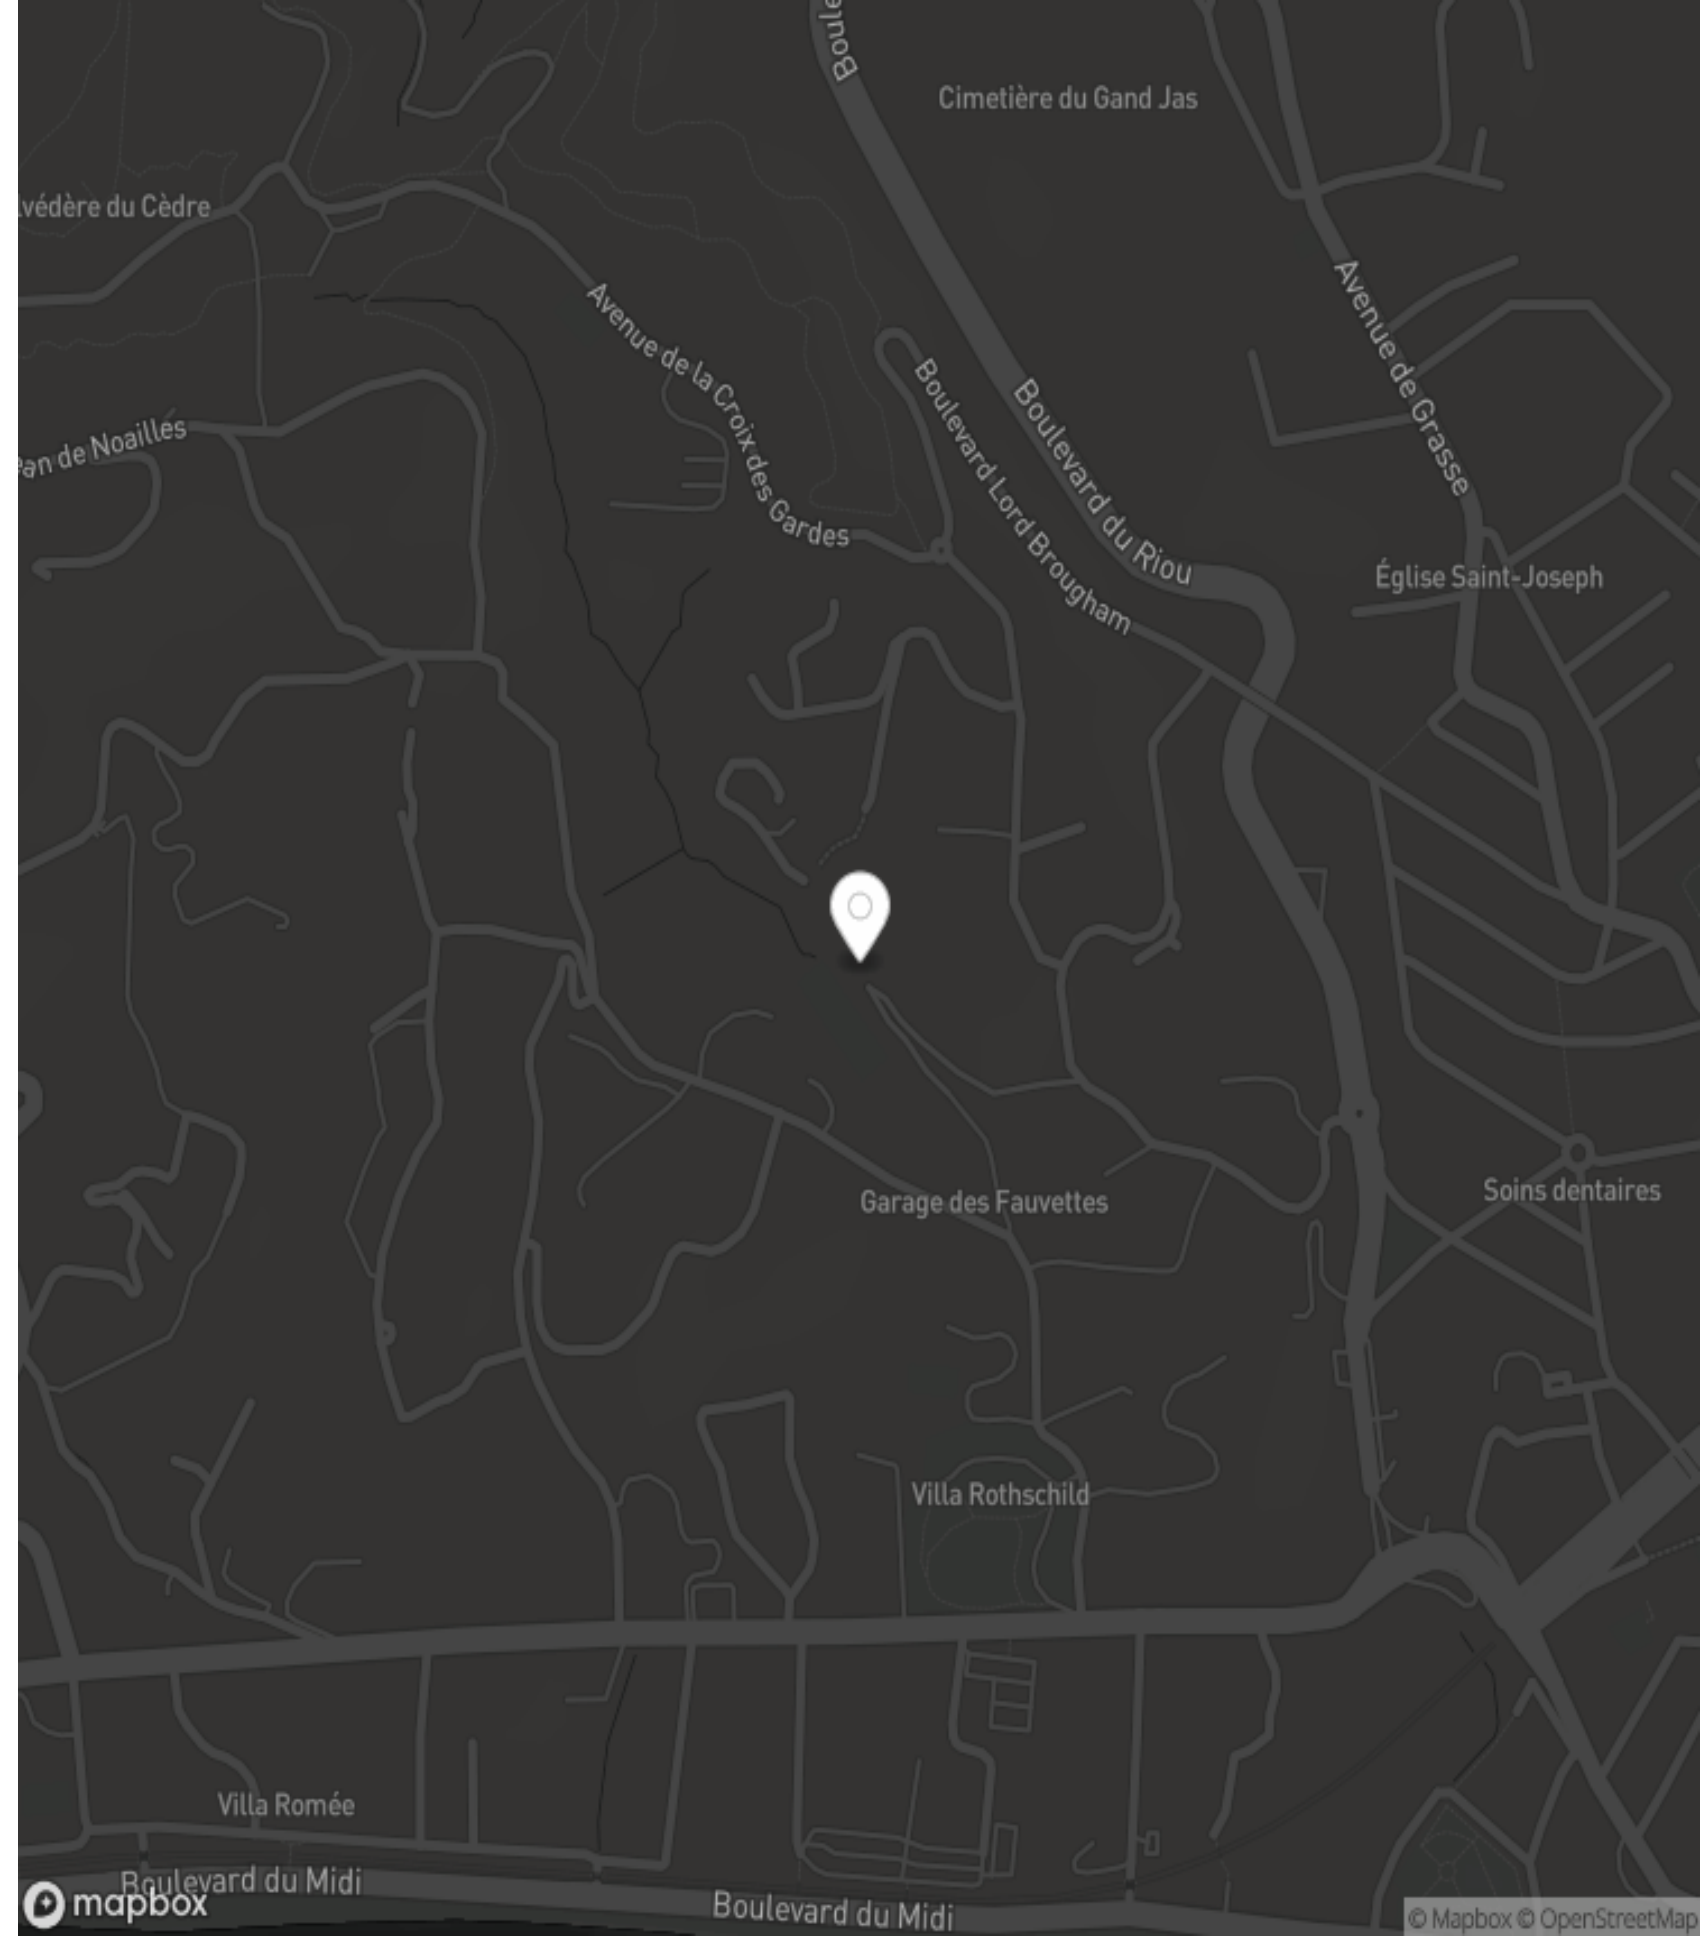 Boule
Cimetière du Gand Jas
lvédère du Cèdre
Avenue de Grasse
Avenue de la Croix des Gardes
Boulevard Lord Brougham
Boulevard du Riou
an de Noailles
Église Saint-Joseph
Soins dentaires
Garage des Fauvettes
Villa Rothschild
Villa Romée
Boulevard du Midi
mapbox
Boulevard du Midi
© Mapbox © OpenStreetMap